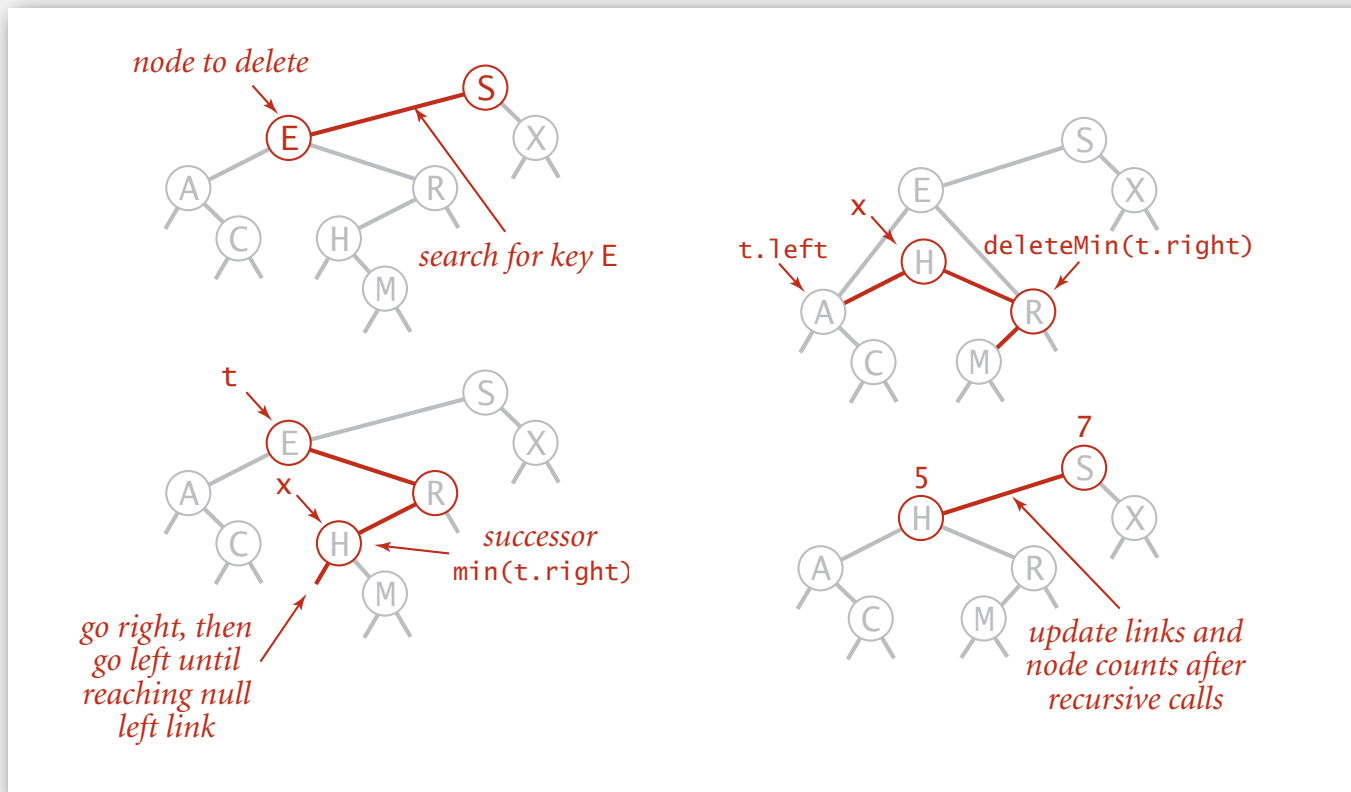 node to delete
S
E
X
A
R
C
H
search for key E
M
t
S
E
X
x
A
R
C
H
successor
min(t.right)
M
go right, then
go left until
reaching null
left link
S
E
X
x
t.left
H
deleteMin(t.right)
A
R
C
M
7
S
5
H
X
A
R
C
M
update links and
node counts after
recursive calls